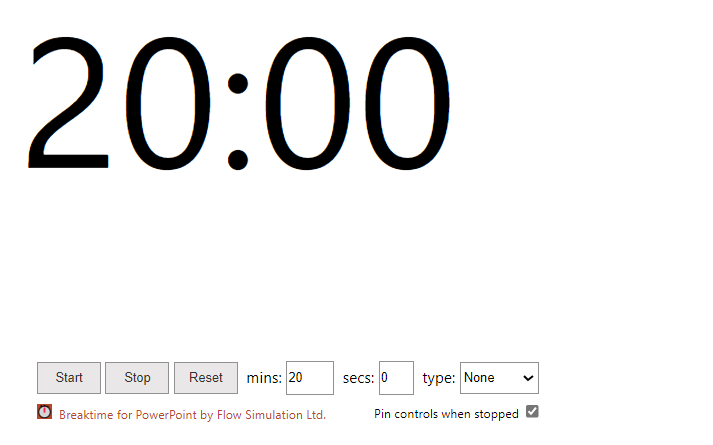 20:00
Start Stop Reset mins: 20 secs: 0 type: None
Breaktime for PowerPoint by Flow Simulation Ltd. Pin controls when stopped